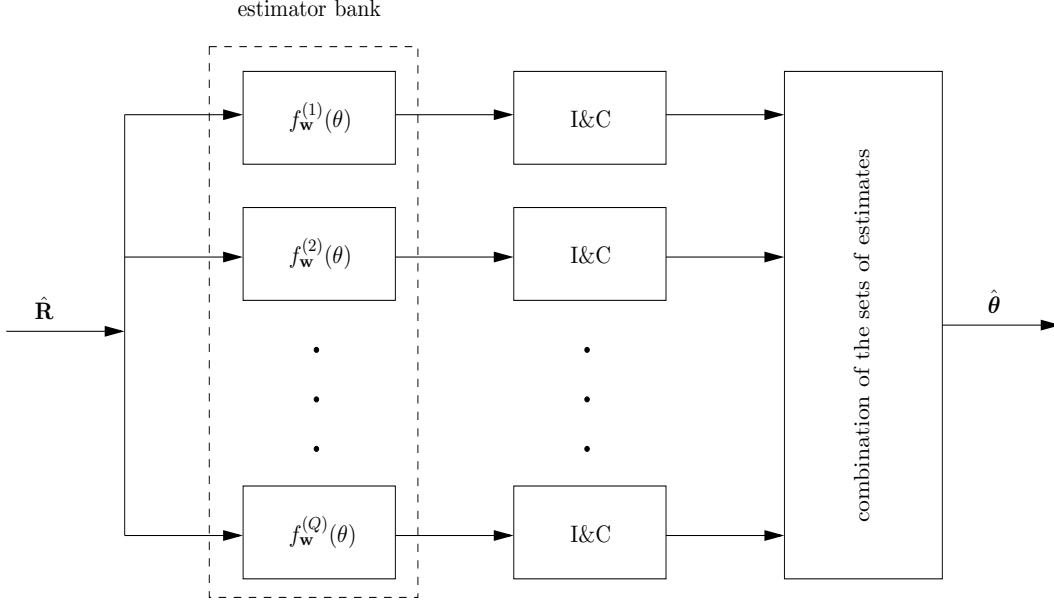 estimator bank
f_w^(1)(θ)
I&C
f_w^(2)(θ)
I&C
R̂
θ̂
combination of the sets of estimates
f_w^(Q)(θ)
I&C